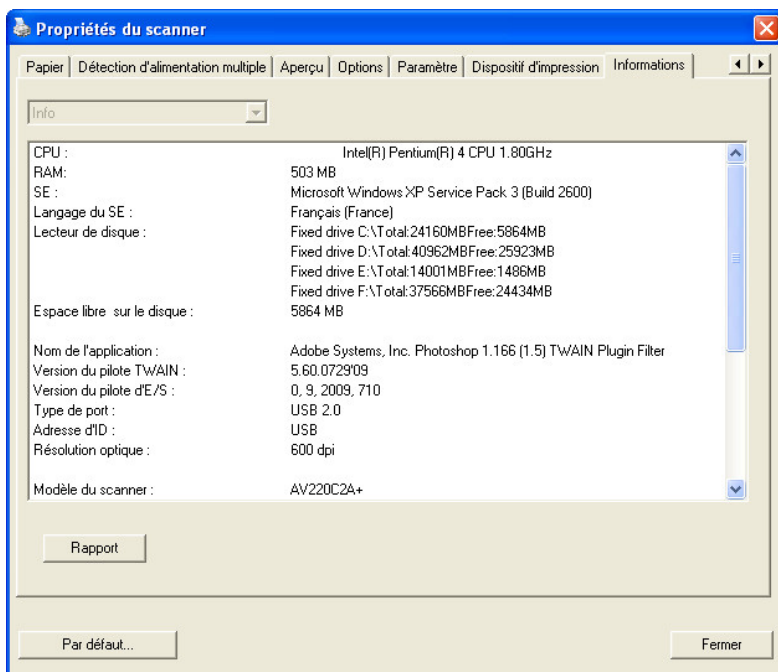 Propriétés du scanner
Papier Détection d'alimentation multiple Aperçu Options Paramètre Dispositif d'impression Informations
Info
CPU : Intel(R) Pentium(R) 4 CPU 1.80GHz
RAM: 503 MB
SE : Microsoft Windows XP Service Pack 3 (Build 2600)
Langage du SE : Français (France)
Lecteur de disque : Fixed drive C:\Total:24160MBFree:5864MB
Fixed drive D:\Total:40962MBFree:25923MB
Fixed drive E:\Total:14001MBFree:1486MB
Fixed drive F:\Total:37566MBFree:24434MB
Espace libre sur le disque : 5864 MB
Nom de l'application : Adobe Systems, Inc. Photoshop 1.166 (1.5) TWAIN Plugin Filter
Version du pilote TWAIN : 5.60.0729'09
Version du pilote d'E/S : 0, 9, 2009, 710
Type de port : USB 2.0
Adresse d'ID : USB
Résolution optique : 600 dpi
Modèle du scanner : AV220C2A+
Rapport
Par défaut... Fermer